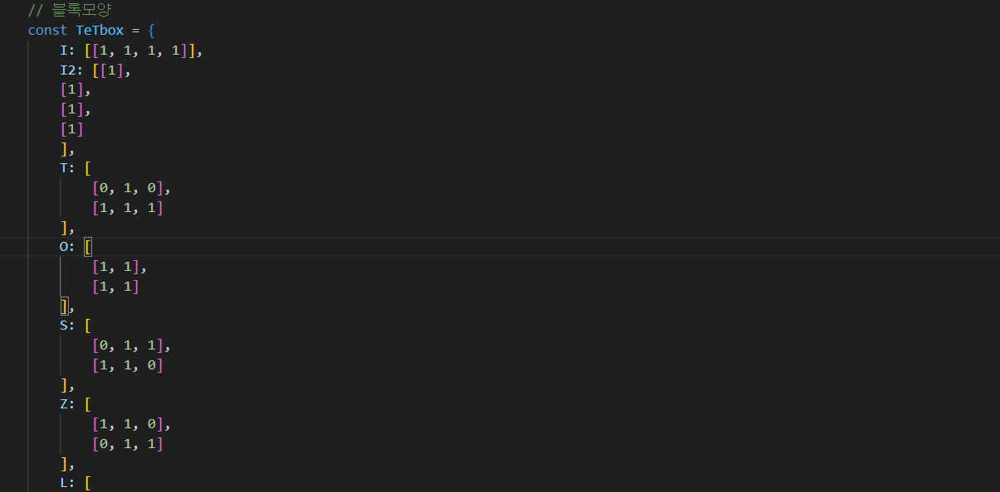 // 블록모양
const TeTbox = {
I: [[1, 1, 1, 1]],
I2: [[1],
[1],
[1],
[1]
],
T: [
[0, 1, 0],
[1, 1, 1]
],
O: [
[1, 1],
[1, 1]
],
S: [
[0, 1, 1],
[1, 1, 0]
],
Z: [
[1, 1, 0],
[0, 1, 1]
],
L: [